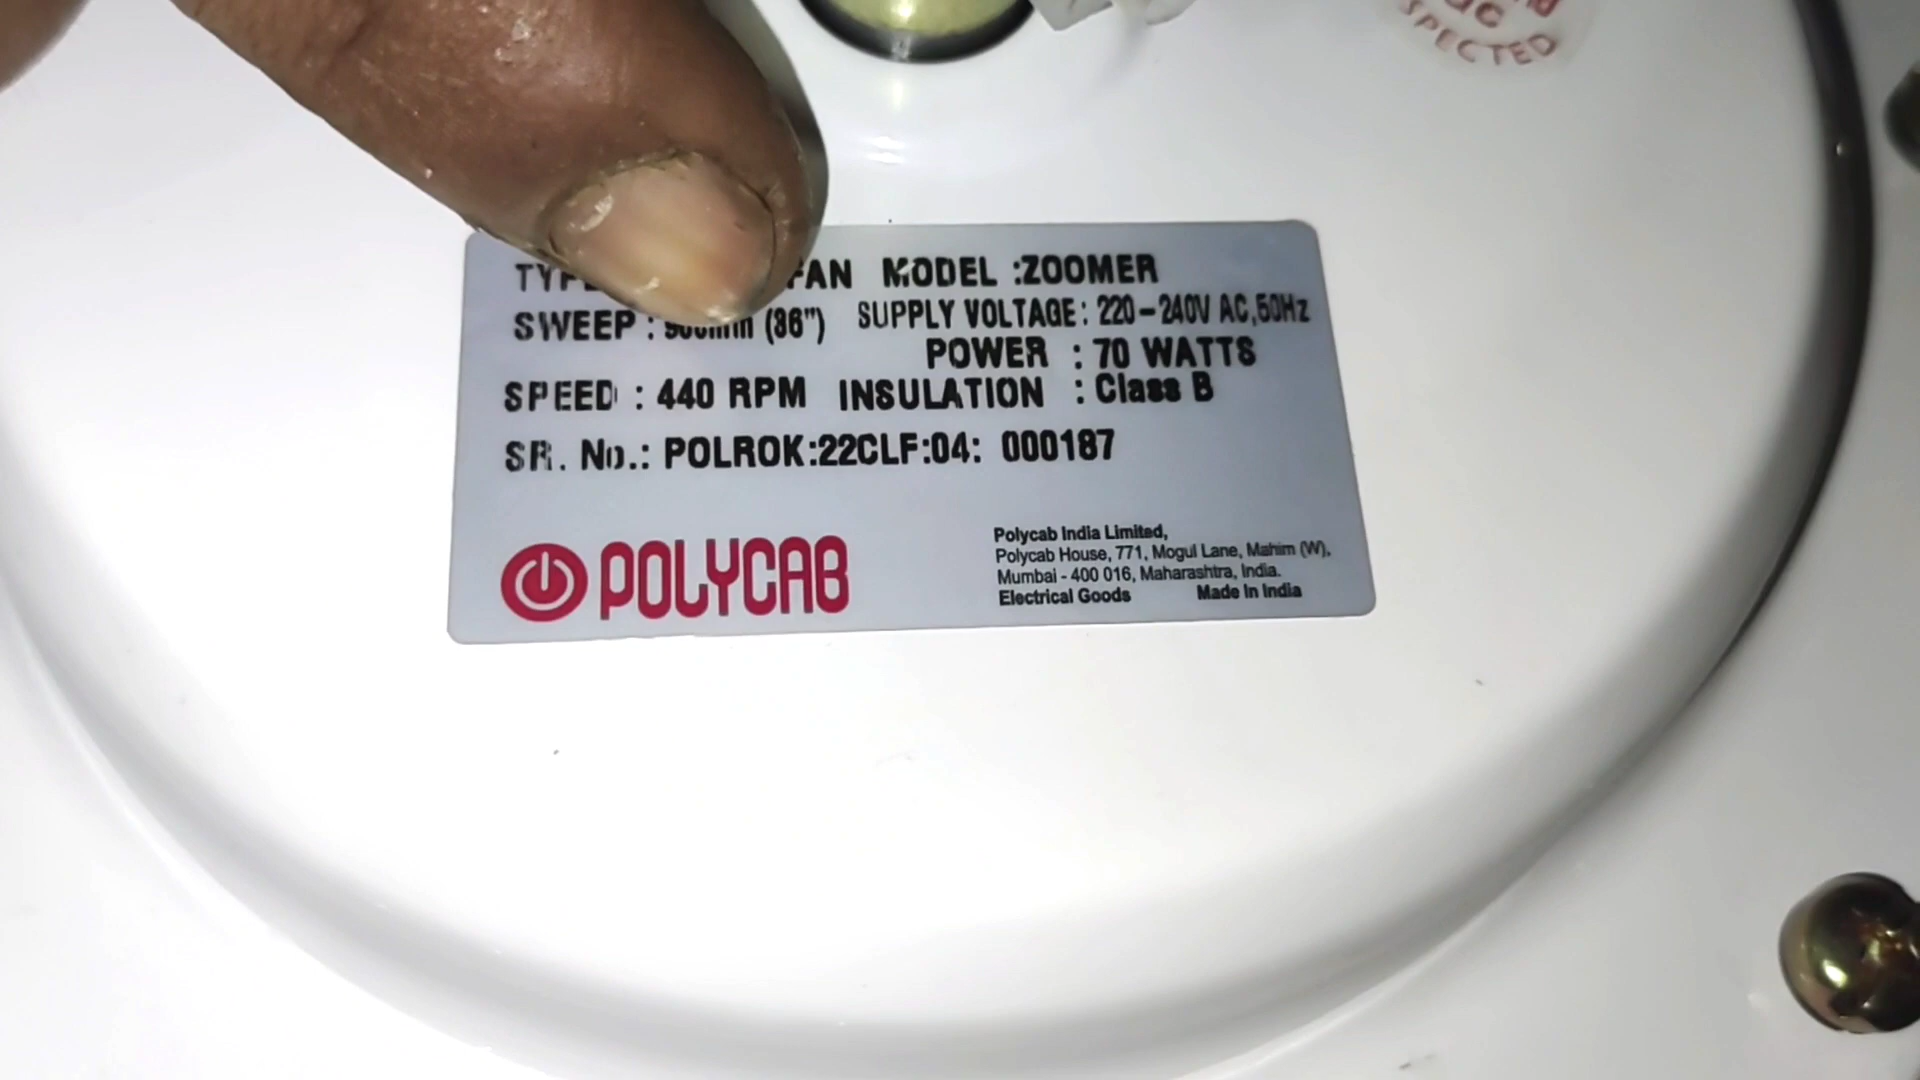 FAN MODEL :ZOOMER
SWEEP : (36") SUPPLY VOLTAGE : 220-240V AC,50Hz
POWER : 70 WATTS
SPEED : 440 RPM INSULATION : Class B
SR. No.: POLROK:22CLF:04: 000187
POLYCAB
Polycab India Limited,
Polycab House, 771, Mogul Lane, Mahim (W),
Mumbai - 400 016, Maharashtra, India.
Electrical Goods Made In India